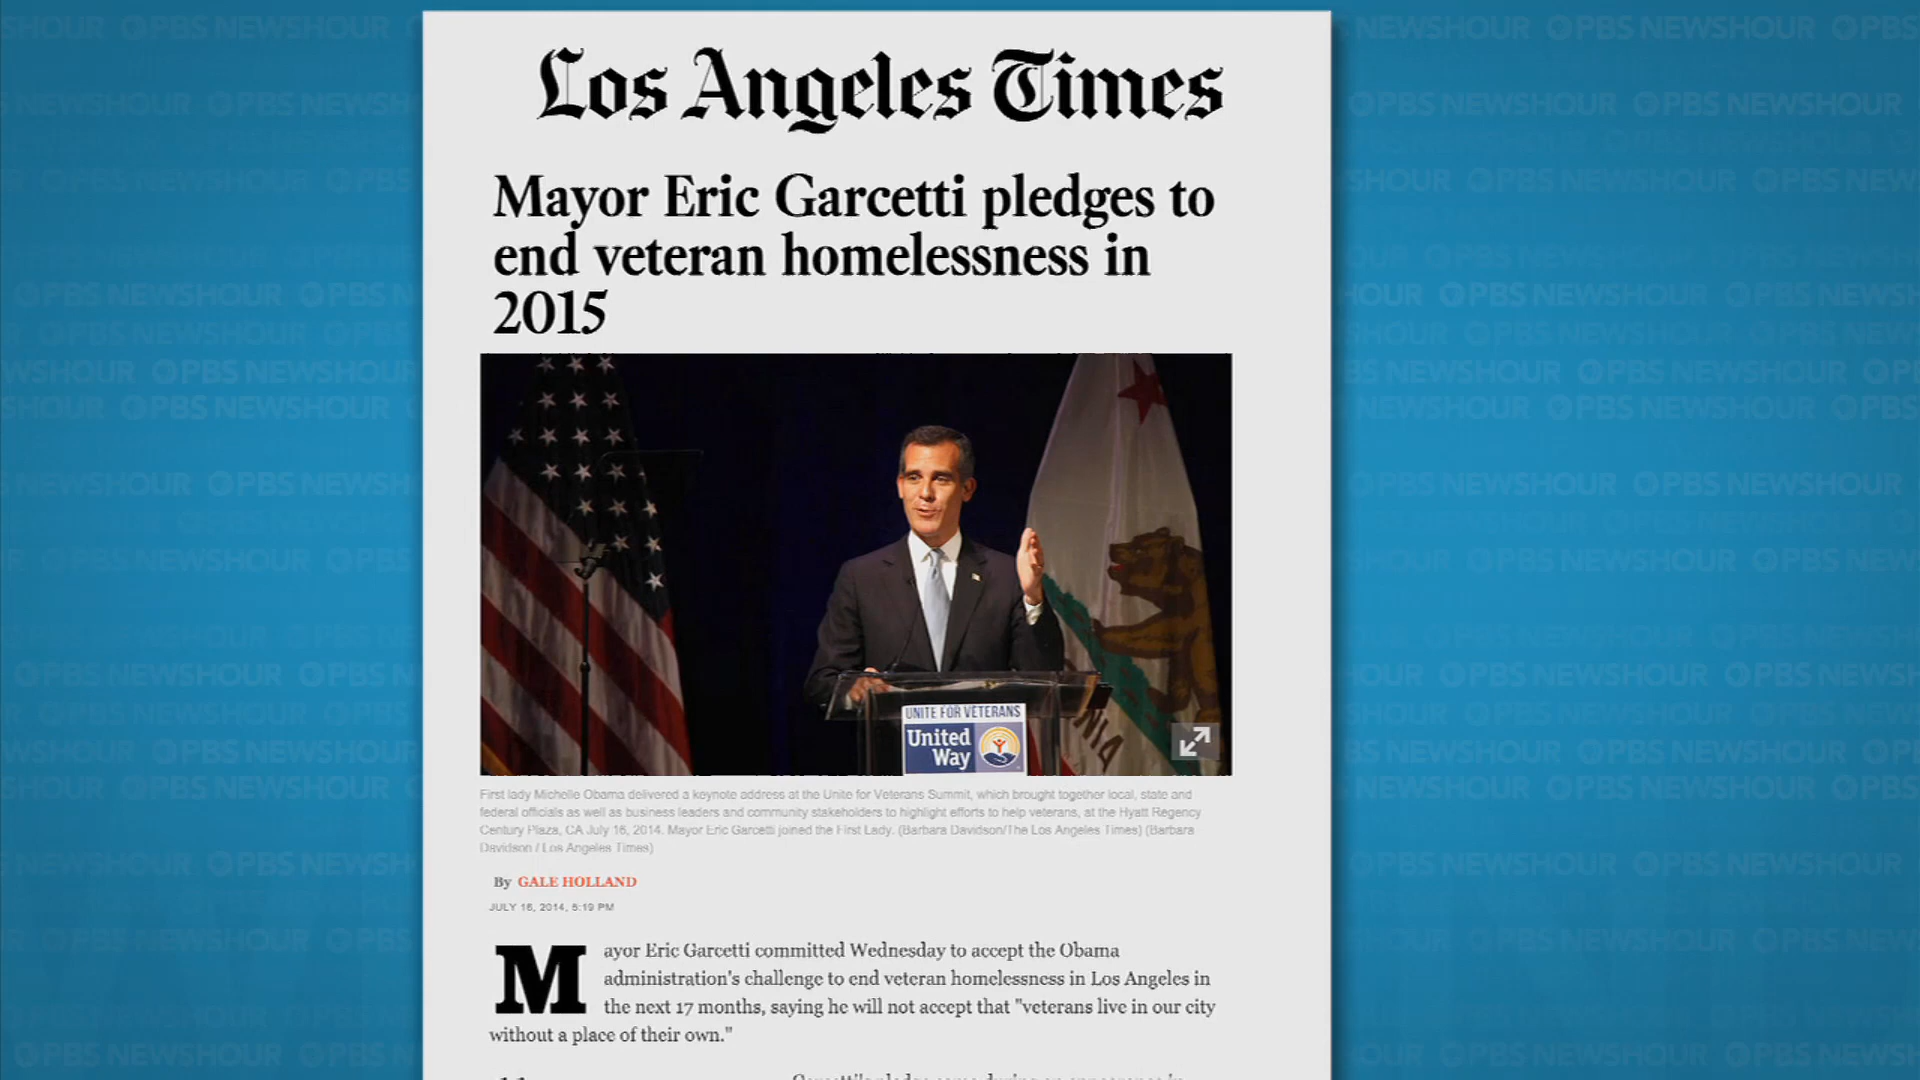 Los Angeles Times
Mayor Eric Garcetti pledges to
end veteran homelessness in
2015
UNITE FOR VETERANS
United
Way
NIA
First lady Michelle Obama delivered a keynote address at the Unite for Veterans Summit, which brought together local, state and
federal officials as well as business leaders and community stakeholders to highlight efforts to help veterans, at the Hyatt Regency
Century Plaza, CA July 16, 2014. Mayor Eric Garcetti joined the First Lady. (Barbara Davidson/The Los Angeles Times) (Barbara
Davidson / Los Angeles Times)
By GALE HOLLAND
JULY 16, 2014, 5:19 PM
Mayor Eric Garcetti committed Wednesday to accept the Obama
administration's challenge to end veteran homelessness in Los Angeles in
the next 17 months, saying he will not accept that "veterans live in our city
without a place of their own."
PBS NEWSHOUR